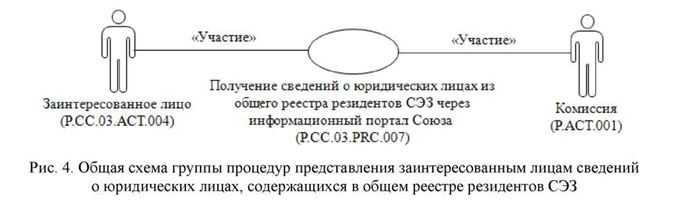 «Участие»
«Участие»
Заинтересованное лицо
(P.CC.03.ACT.004)
Получение сведений о юридических лицах из
общего реестра резидентов СЭЗ через
информационный портал Союза
(P.CC.03.PRC.007)
Комиссия
(P.ACT.001)
Рис. 4. Общая схема группы процедур представления заинтересованным лицам сведений
о юридических лицах, содержащихся в общем реестре резидентов СЭЗ